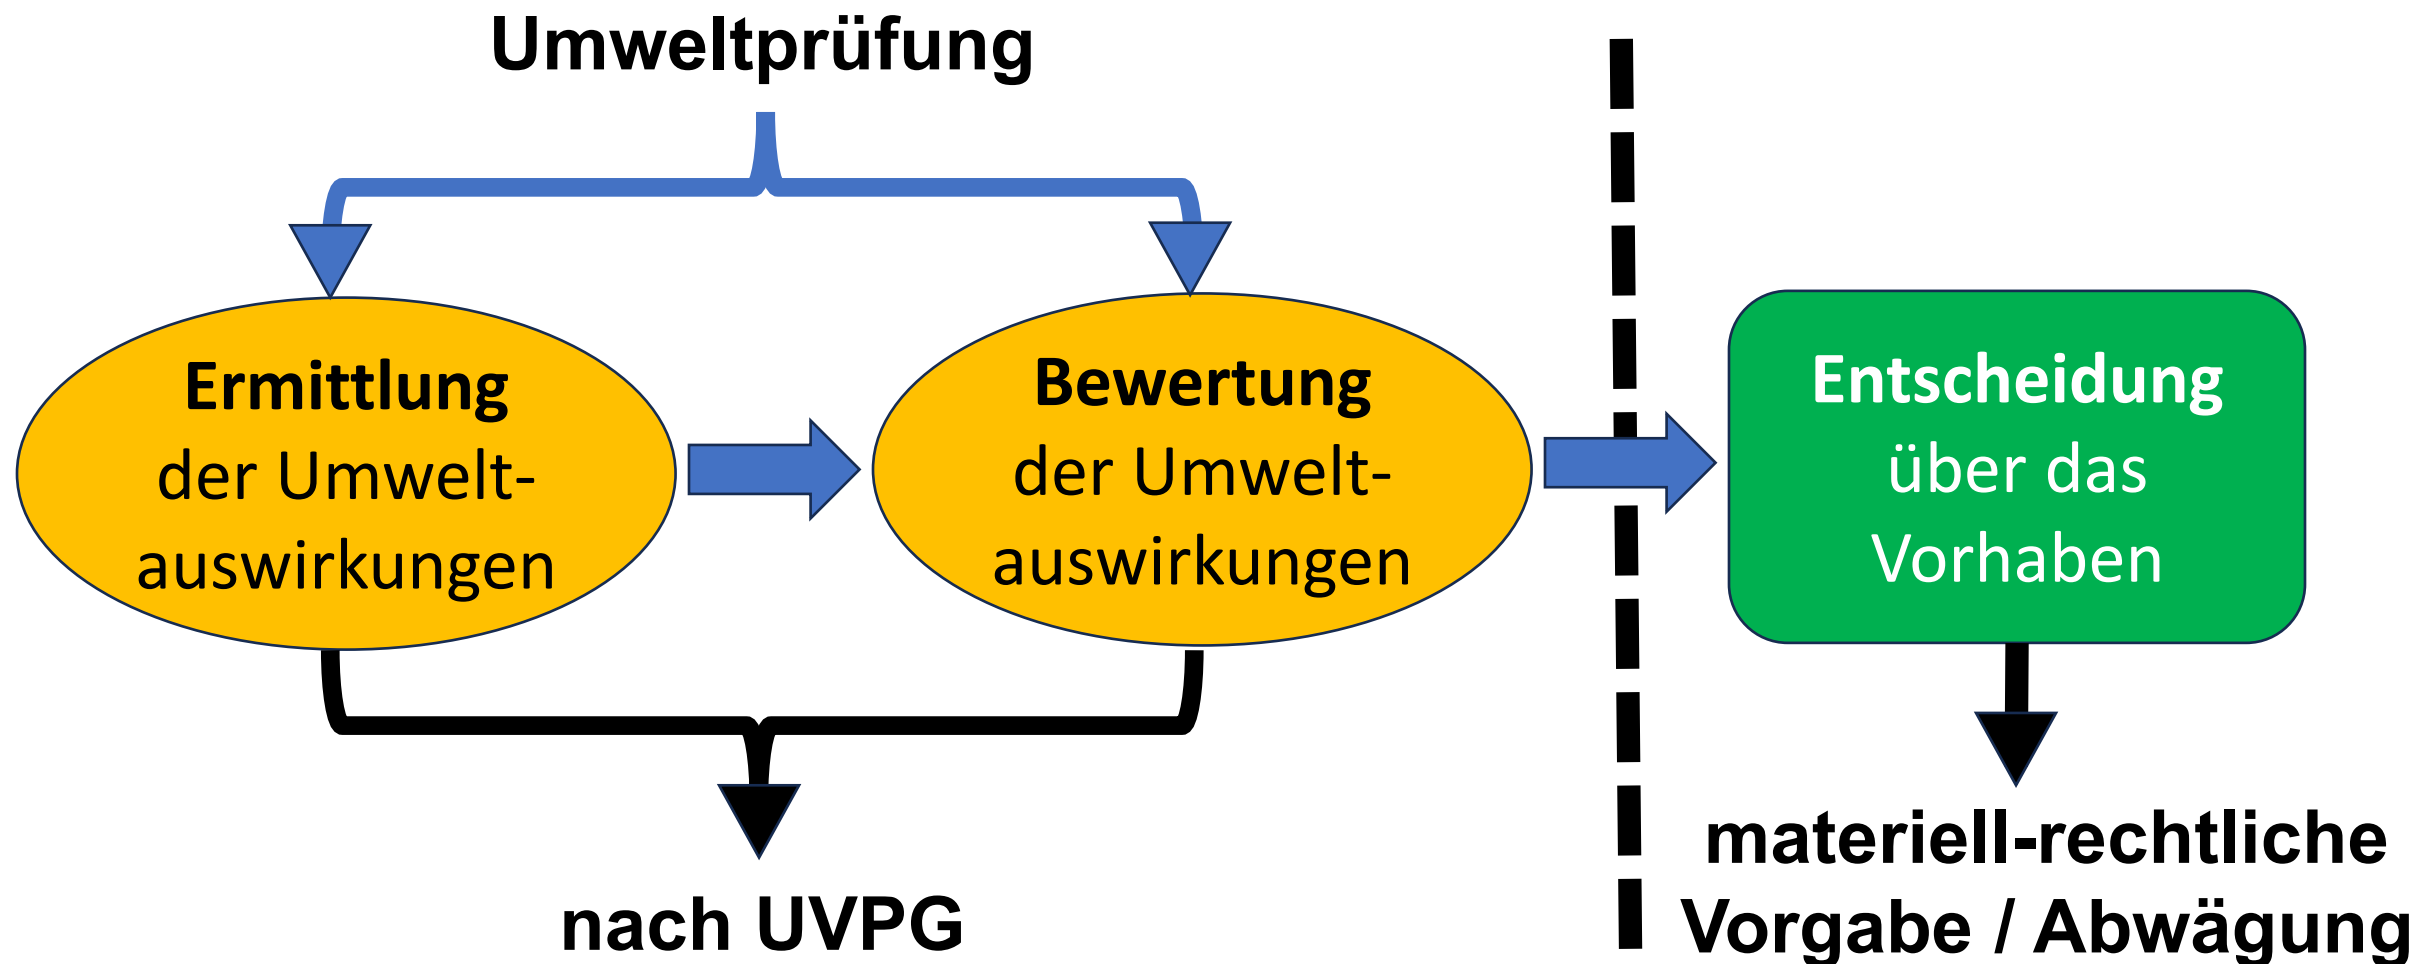 Umweltprüfung
Ermittlung
der Umwelt-
auswirkungen
Bewertung
der Umwelt-
auswirkungen
Entscheidung
über das
Vorhaben
nach UVPG
materiell-rechtliche
Vorgabe / Abwägung